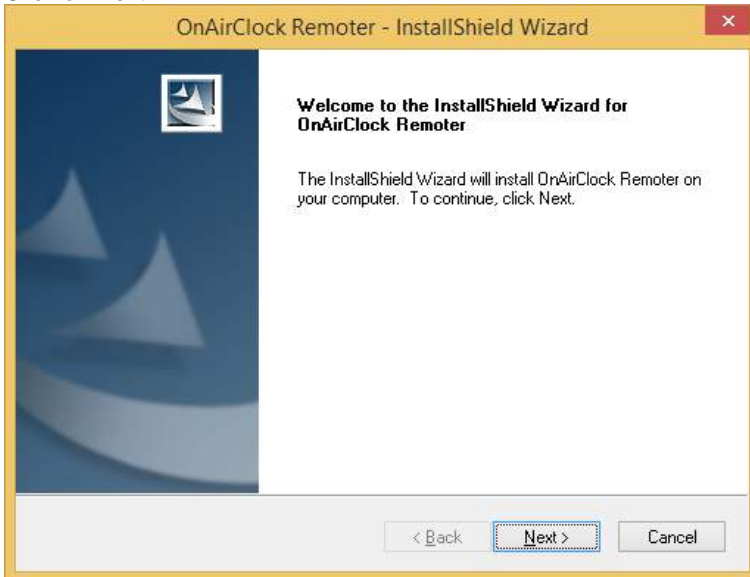 OnAirClock Remoter - InstallShield Wizard
Welcome to the InstallShield Wizard for
OnAirClock Remoter
The InstallShield Wizard will install OnAirClock Remoter on
your computer. To continue, click Next.
< Back
Next >
Cancel